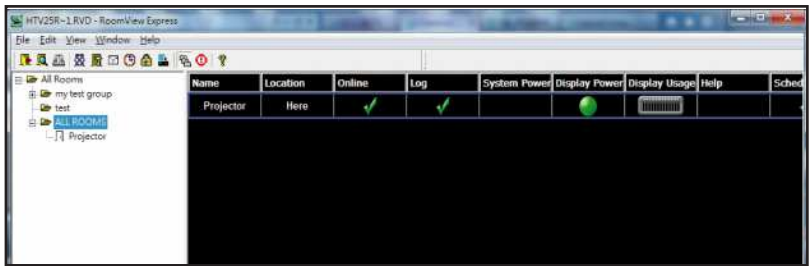 HTV25R~1.RVD - RoomView Express
File Edit View Window Help
All Rooms
my test group
test
ALL ROOMS
Projector
Name Location Online Log System Power Display Power Display Usage Help Sched
Projector Here